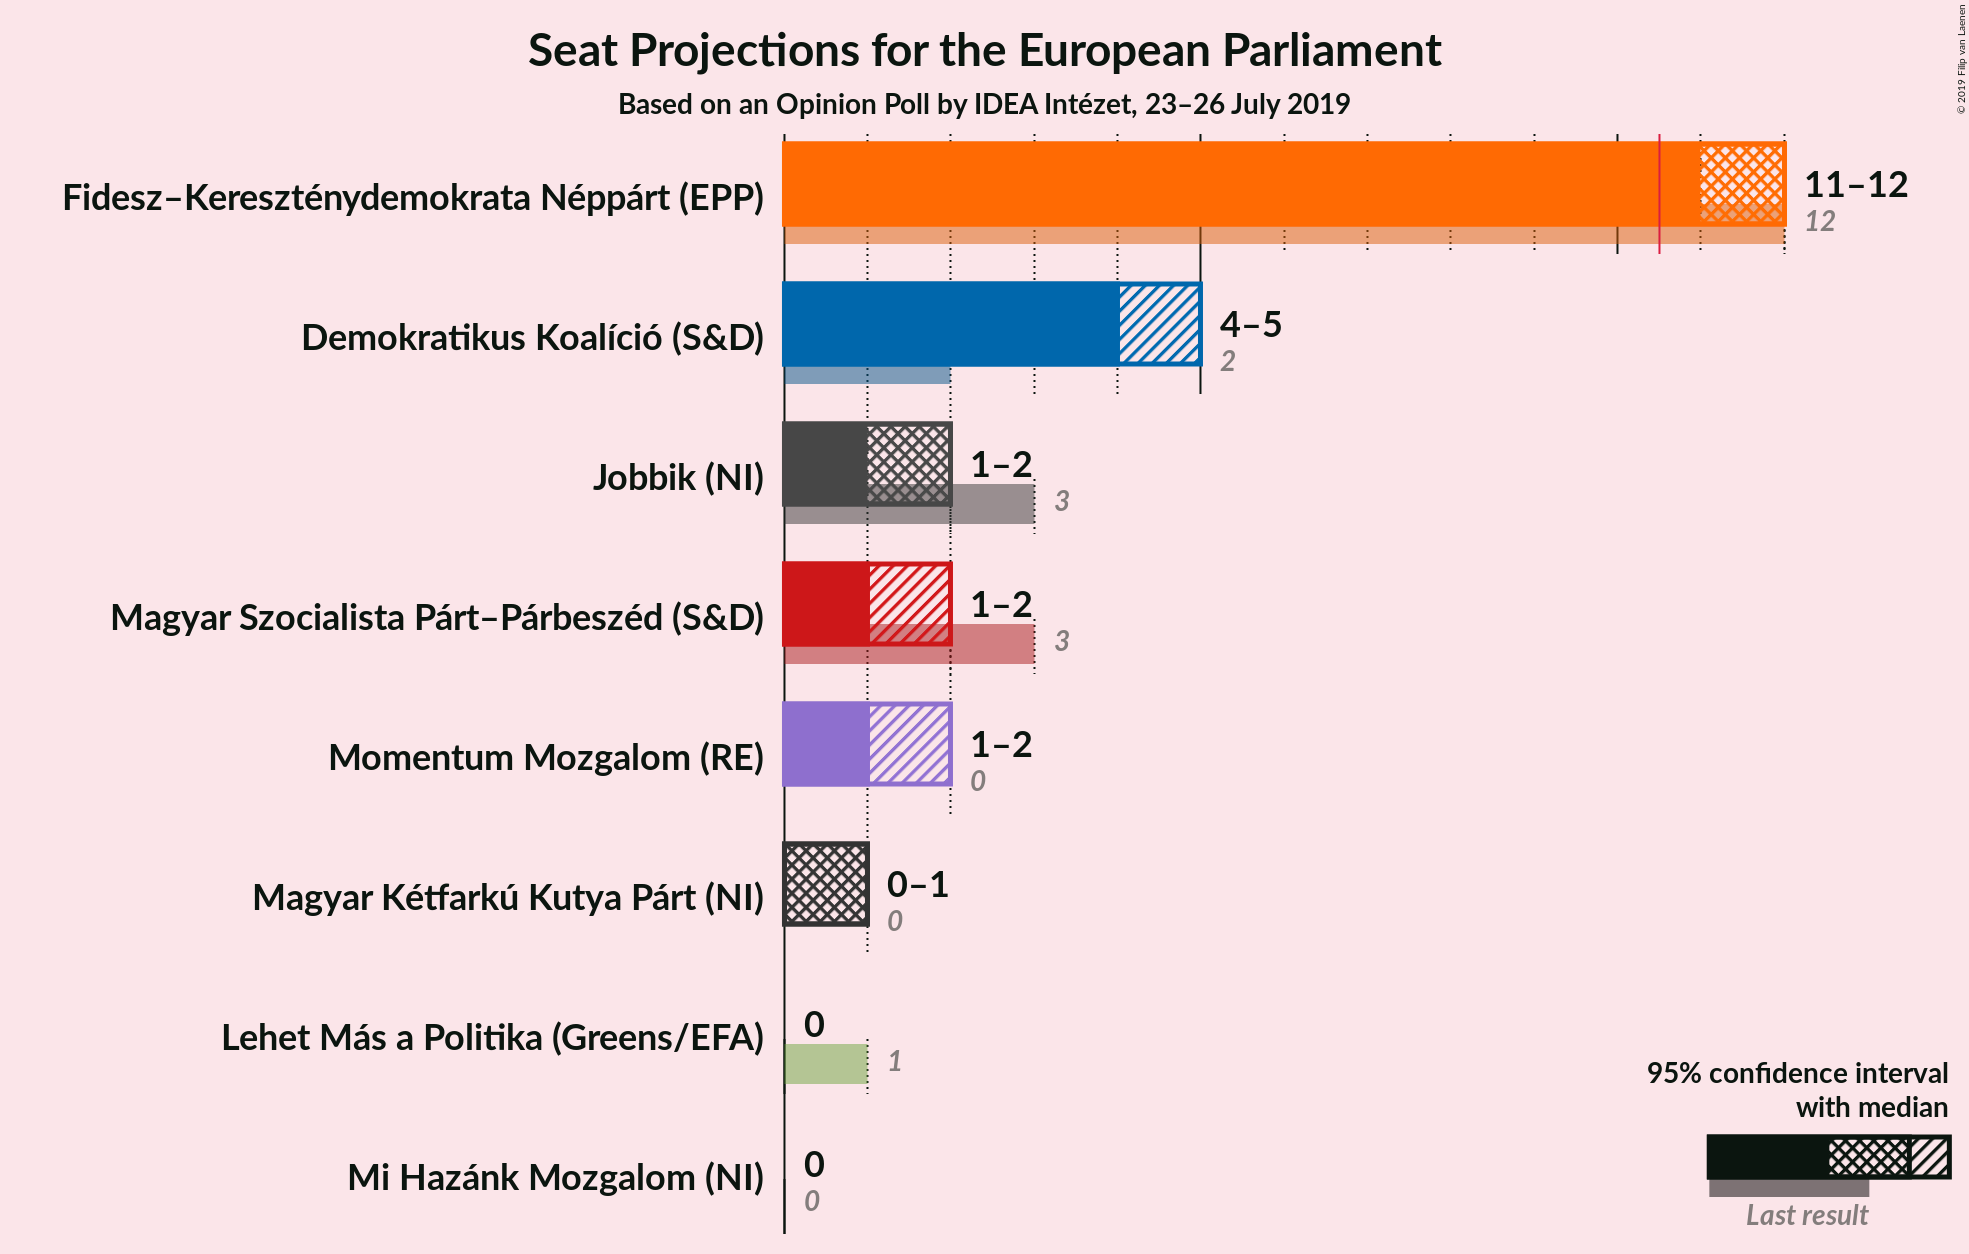 Seat Projections for the European Parliament
Based on an Opinion Poll by IDEA Intézet, 23–26 July 2019
© 2019 Filip van Laenen
Fidesz–Kereszténydemokrata Néppárt (EPP)
11–12
12
Demokratikus Koalíció (S&D)
4–5
2
Jobbik (NI)
1–2
3
Magyar Szocialista Párt–Párbeszéd (S&D)
1–2
3
Momentum Mozgalom (RE)
1–2
0
Magyar Kétfarkú Kutya Párt (NI)
0–1
0
Lehet Más a Politika (Greens/EFA)
0
1
Mi Hazánk Mozgalom (NI)
0
0
95% confidence interval
with median
Last result